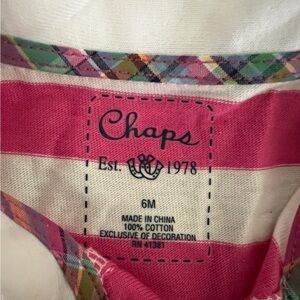 Chaps
Est. 1978
6M
MADE IN CHINA
100% COTTON
EXCLUSIVE OF DECORATION
RN 41381